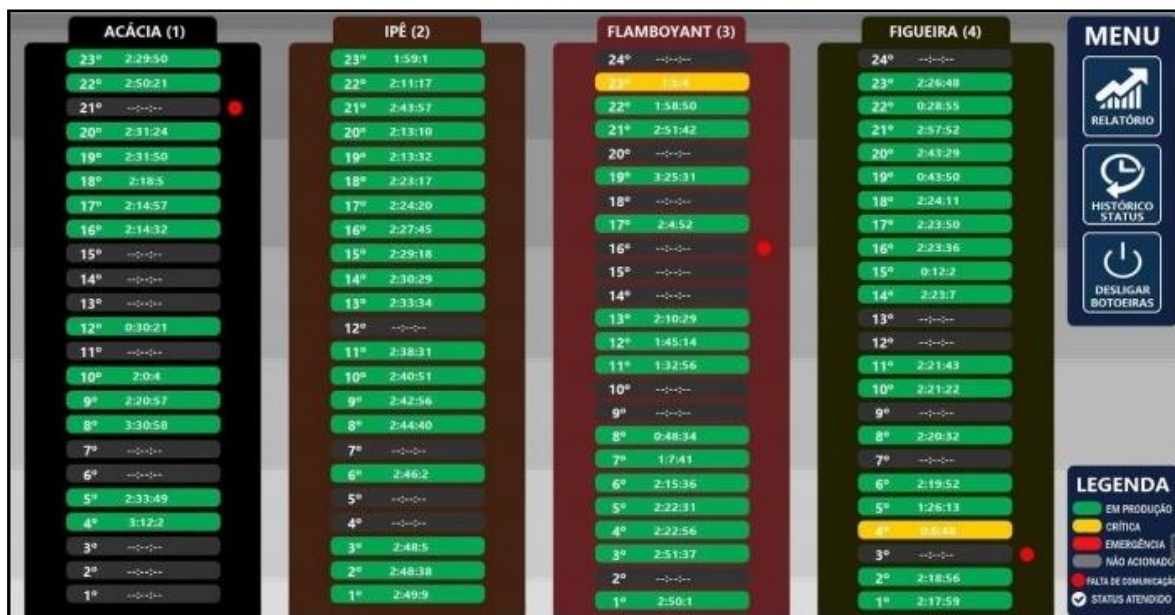 ACÁCIA (1)
23º 2:29:50
22º 2:50:21
21º --:--:--
20º 2:31:24
19º 2:31:50
18º 2:18:5
17º 2:14:57
16º 2:14:32
15º --:--:--
14º --:--:--
13º --:--:--
12º 0:30:21
11º --:--:--
10º 2:0:4
9º 2:20:57
8º 3:30:58
7º --:--:--
6º --:--:--
5º 2:33:49
4º 3:12:2
3º --:--:--
2º --:--:--
1º --:--:--
IPÊ (2)
23º 1:59:1
22º 2:11:17
21º 2:43:57
20º 2:13:10
19º 2:13:32
18º 2:23:17
17º 2:24:20
16º 2:27:45
15º 2:29:18
14º 2:30:29
13º 2:33:34
12º --:--:--
11º 2:38:31
10º 2:40:51
9º 2:42:56
8º 2:44:40
7º --:--:--
6º 2:46:2
5º --:--:--
4º --:--:--
3º 2:48:5
2º 2:48:38
1º 2:49:9
FLAMBOYANT (3)
24º --:--:--
23º 1:5:4
22º 1:58:50
21º 2:51:42
20º --:--:--
19º 3:25:31
18º --:--:--
17º 2:4:52
16º --:--:--
15º --:--:--
14º --:--:--
13º 2:10:29
12º 1:45:14
11º 1:32:56
10º --:--:--
9º --:--:--
8º 0:48:34
7º 1:7:41
6º 2:15:36
5º 2:22:31
4º 2:22:56
3º 2:51:37
2º --:--:--
1º 2:50:1
FIGUEIRA (4)
24º --:--:--
23º 2:26:48
22º 0:28:55
21º 2:57:52
20º 2:43:29
19º 0:43:50
18º 2:24:11
17º 2:23:50
16º 2:23:36
15º 0:12:2
14º 2:23:7
13º --:--:--
12º --:--:--
11º 2:21:43
10º 2:21:22
9º --:--:--
8º 2:20:32
7º --:--:--
6º 2:19:52
5º 1:26:13
4º
3º --:--:--
2º 2:18:56
1º 2:17:59
MENU
RELATÓRIO
HISTÓRICO
STATUS
DESLIGAR
BOTOEIRAS
LEGENDA
EM PRODUÇÃO
CRÍTICA
EMERGÊNCIA
NÃO ACIONADO
FALTA DE COMUNICAÇÃO
STATUS ATENDIDO